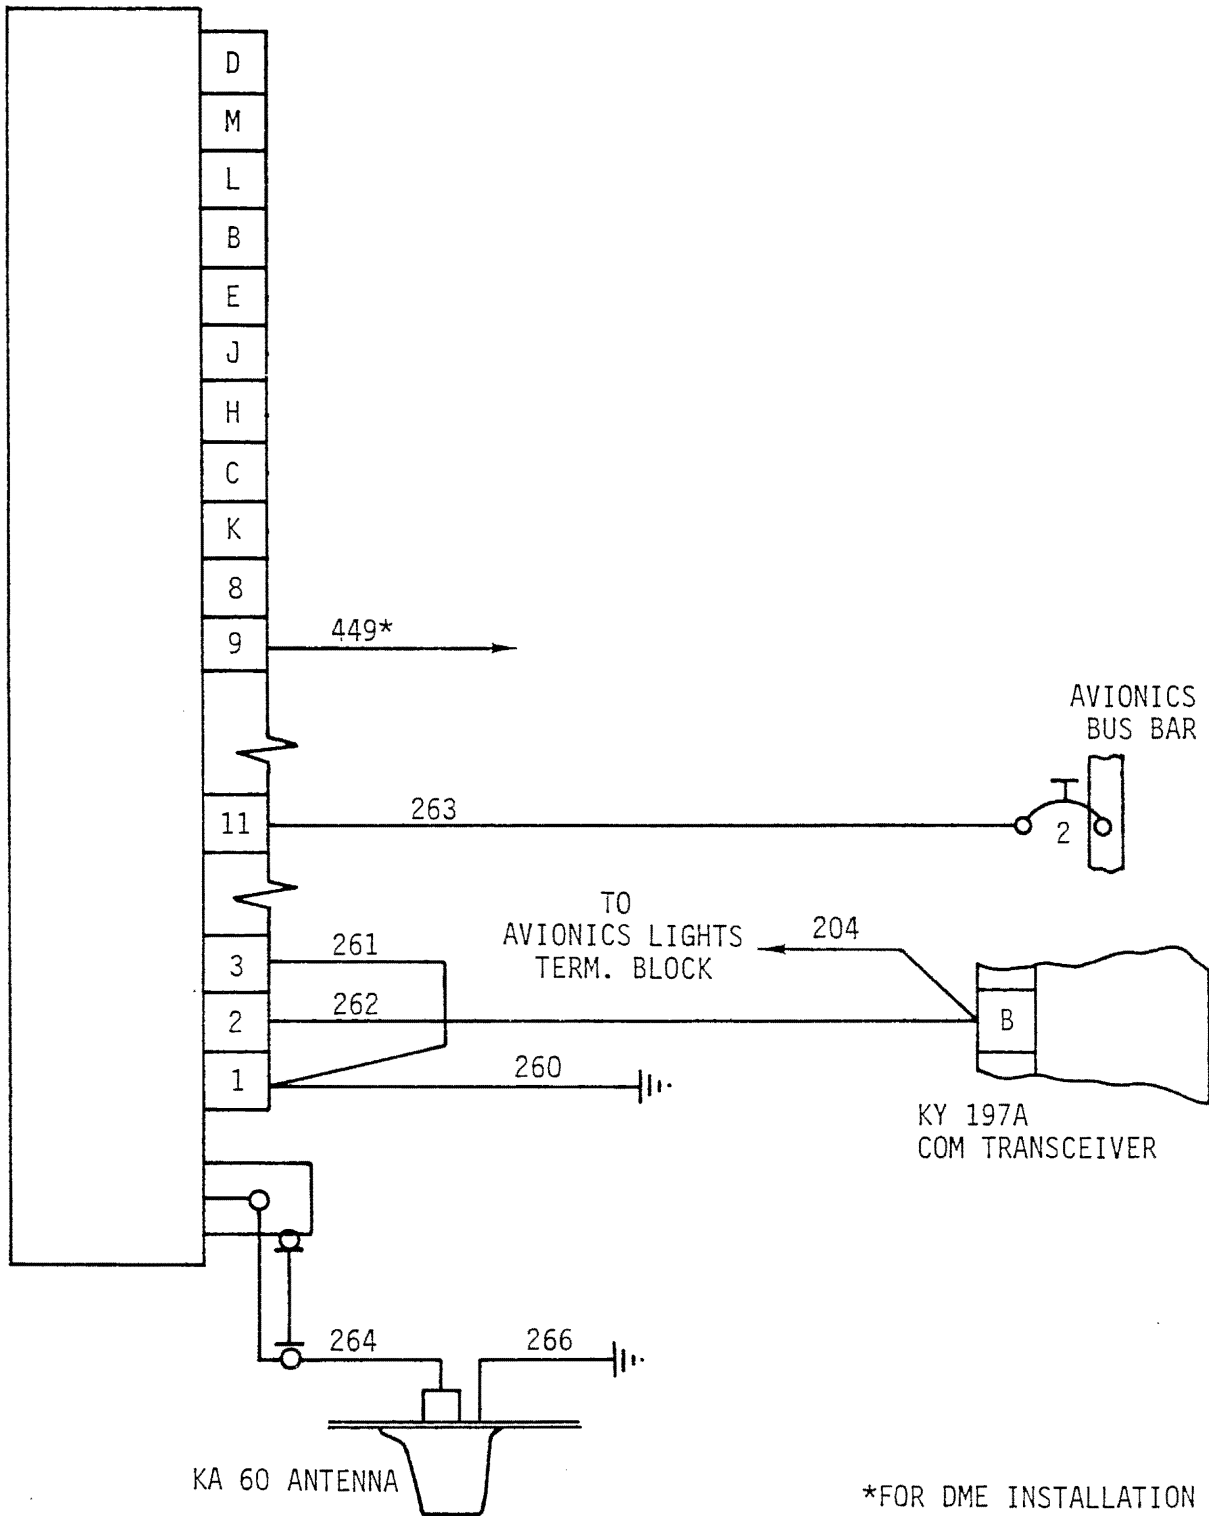 D
M
L
B
E
J
H
C
K
8
9
449*
AVIONICS
BUS BAR
11
263
2
TO
AVIONICS LIGHTS
TERM. BLOCK
204
3
261
2
262
B
1
260
KY 197A
COM TRANSCEIVER
264
266
KA 60 ANTENNA
*FOR DME INSTALLATION